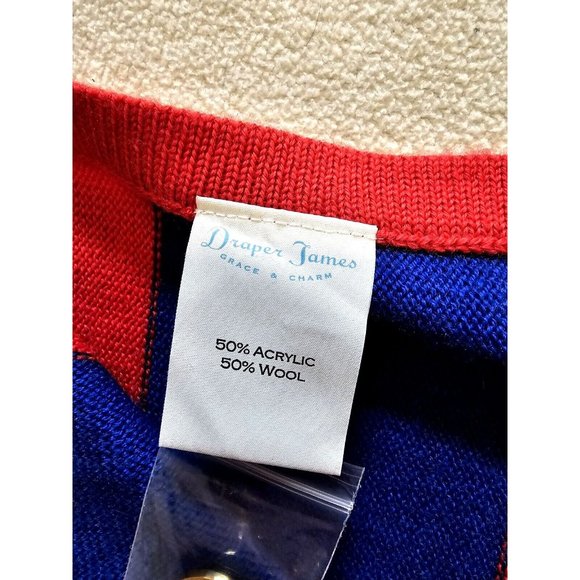 Draper James
GRACE & CHARM
50% ACRYLIC
50% WOOL